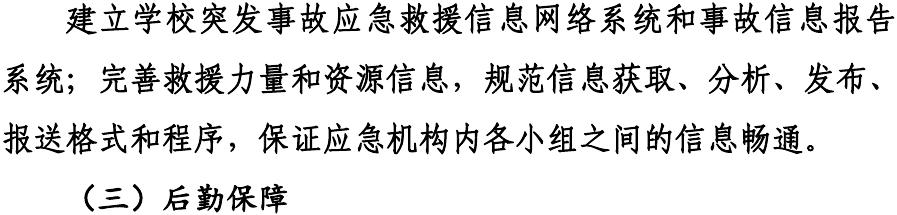 建立学校突发事故应急救援信息网络系统和事故信息报告
系统；完善救援力量和资源信息，规范信息获取、分析、发布、
报送格式和程序，保证应急机构内各小组之间的信息畅通。
（三）后勤保障